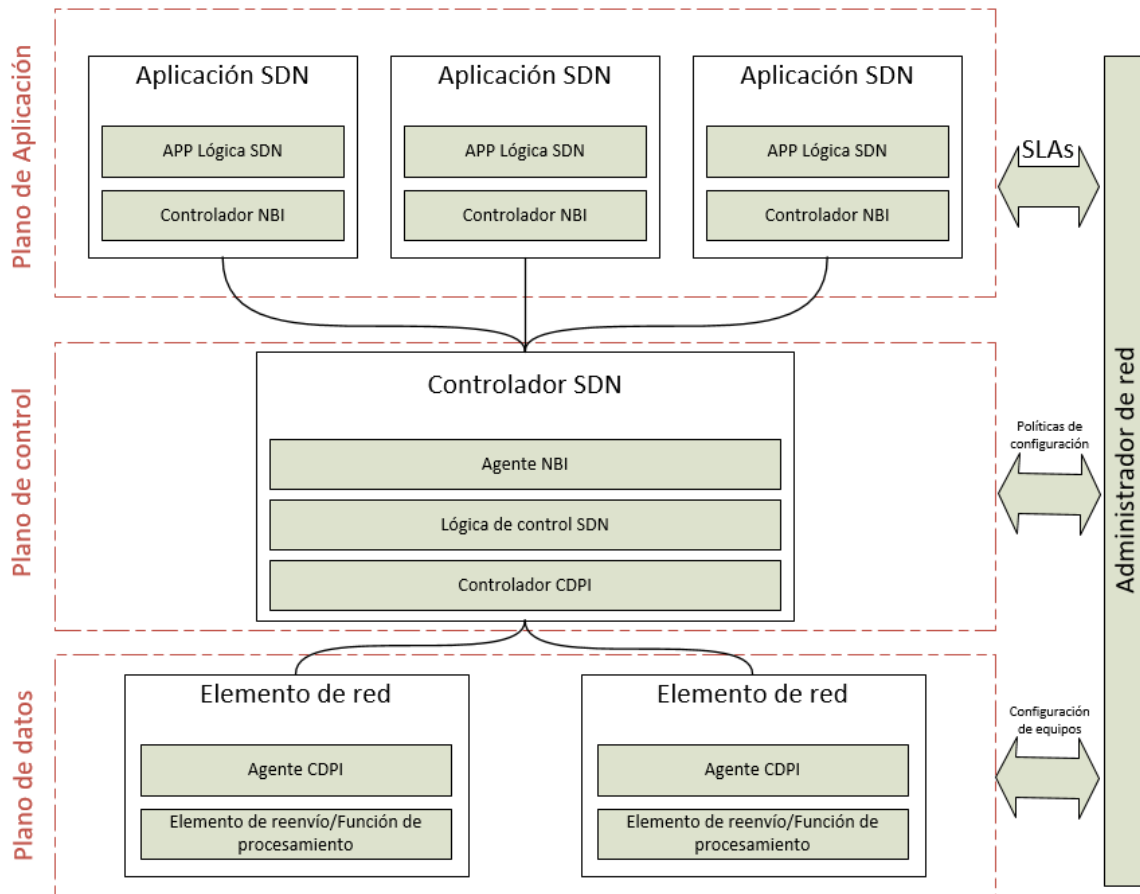 Plano de Aplicación
Aplicación SDN
APP Lógica SDN
Controlador NBI
Aplicación SDN
APP Lógica SDN
Controlador NBI
Aplicación SDN
APP Lógica SDN
Controlador NBI
SLAs
Plano de control
Controlador SDN
Agente NBI
Lógica de control SDN
Controlador CDPI
Políticas de
configuración
Administrador de red
Plano de datos
Elemento de red
Agente CDPI
Elemento de reenvío/Función de
procesamiento
Elemento de red
Agente CDPI
Elemento de reenvío/Función de
procesamiento
Configuración
de equipos